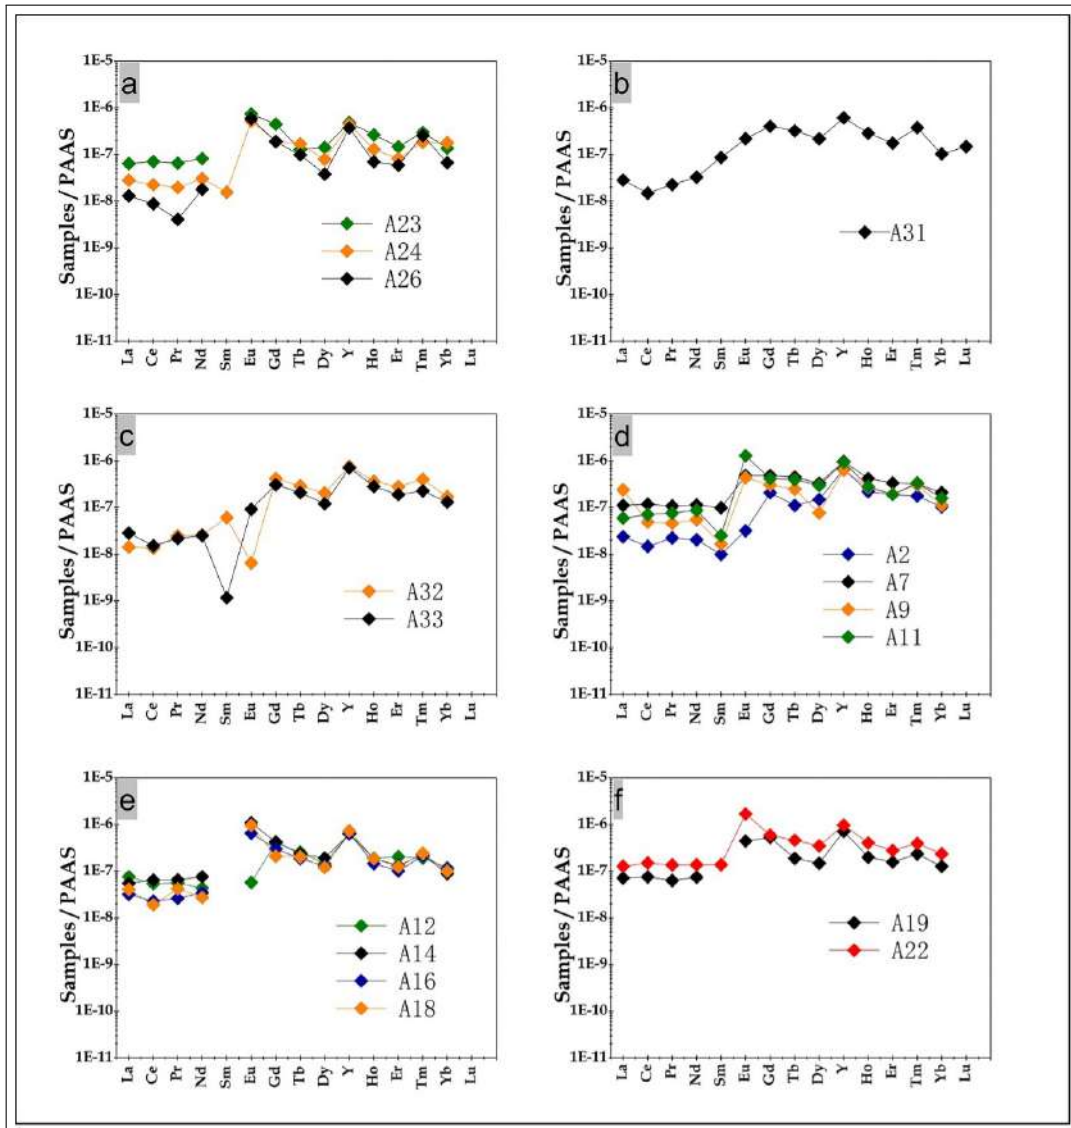 a
Samples / PAAS
1E-5
1E-6
1E-7
1E-8
1E-9
1E-10
1E-11
La Ce Pr Nd Sm Eu Gd Tb Dy Y Ho Er Tm Yb Lu
A23
A24
A26
b
Samples / PAAS
1E-5
1E-6
1E-7
1E-8
1E-9
1E-10
1E-11
La Ce Pr Nd Sm Eu Gd Tb Dy Y Ho Er Tm Yb Lu
A31
c
Samples / PAAS
1E-5
1E-6
1E-7
1E-8
1E-9
1E-10
1E-11
La Ce Pr Nd Sm Eu Gd Tb Dy Y Ho Er Tm Yb Lu
A32
A33
d
Samples / PAAS
1E-5
1E-6
1E-7
1E-8
1E-9
1E-10
1E-11
La Ce Pr Nd Sm Eu Gd Tb Dy Y Ho Er Tm Yb Lu
A2
A7
A9
A11
e
Samples / PAAS
1E-5
1E-6
1E-7
1E-8
1E-9
1E-10
1E-11
La Ce Pr Nd Sm Eu Gd Tb Dy Y Ho Er Tm Yb Lu
A12
A14
A16
A18
f
Samples / PAAS
1E-5
1E-6
1E-7
1E-8
1E-9
1E-10
1E-11
La Ce Pr Nd Sm Eu Gd Tb Dy Y Ho Er Tm Yb Lu
A19
A22